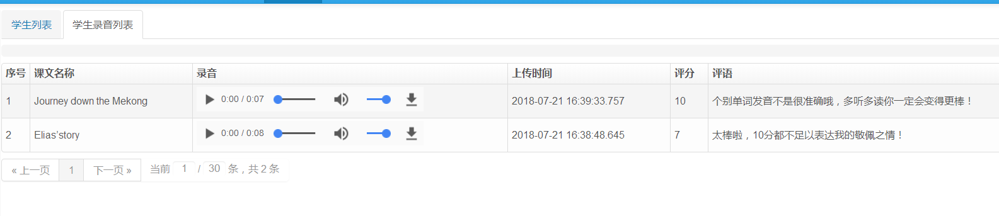 学生列表 学生录音列表
序号 课文名称 录音 上传时间 评分 评语
1 Journey down the Mekong 0:00 / 0:07 2018-07-21 16:39:33.757 10 个别单词发音不是很准确哦，多听多读你一定会变得更棒！
2 Elias'story 0:00 / 0:08 2018-07-21 16:38:48.645 7 太棒啦，10分都不足以表达我的敬佩之情！
« 上一页 1 下一页 » 当前 1 / 30 条，共 2 条